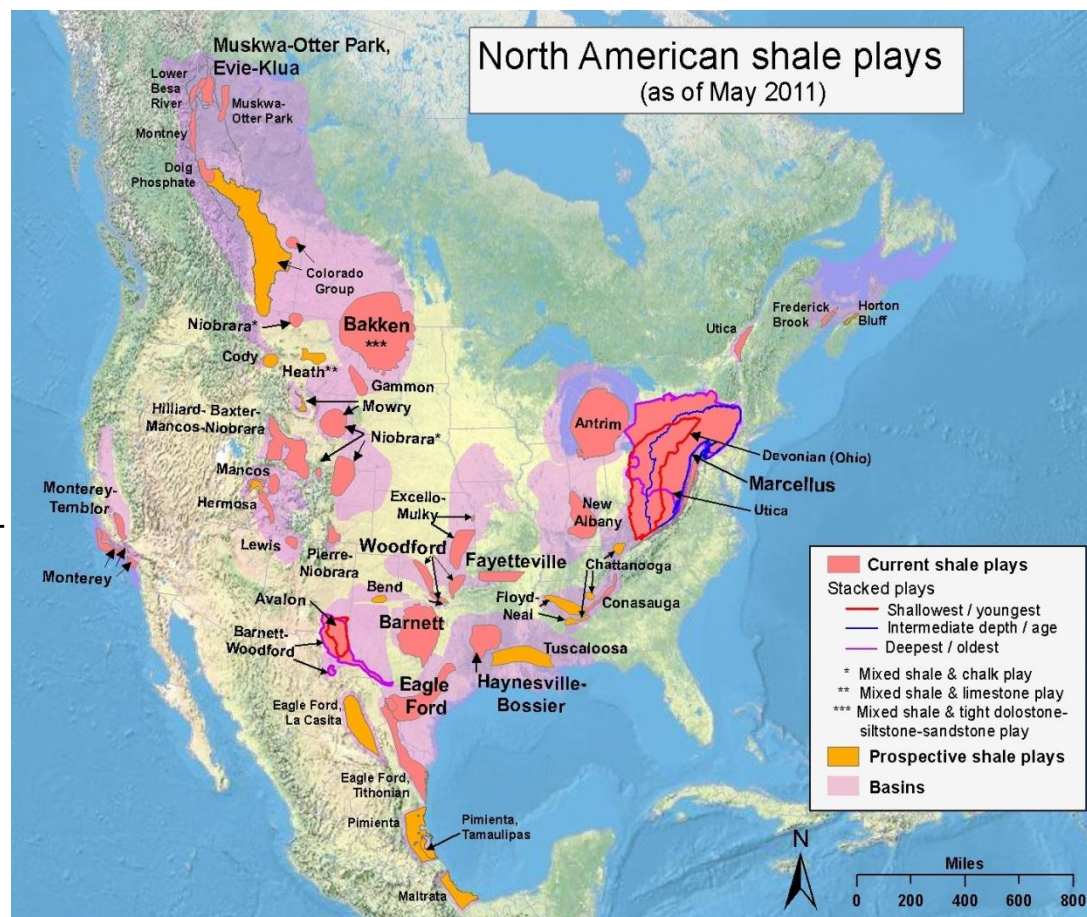 North American shale plays
(as of May 2011)
Muskwa-Otter Park,
Evie-Klua
Lower
Besa
River
Muskwa-
Otter Park
Montney
Doig
Phosphate
Colorado
Group
Niobrara*
Bakken
***
Cody
Heath**
Gammon
Mowry
Hilliard- Baxter-
Mancos-Niobrara
Niobrara*
Mancos
Hermosa
Lewis
Pierre-
Niobrara
Monterey-
Temblor
Monterey
Excello-
Mulky
Woodford
Fayetteville
Bend
Avalon
Barnett
Barnett-
Woodford
Eagle
Ford
Haynesville-
Bossier
Tuscaloosa
Floyd-
Neal
Conasauga
Chattanooga
New
Albany
Antrim
Devonian (Ohio)
Marcellus
Utica
Utica
Frederick
Brook
Horton
Bluff
Eagle Ford,
La Casita
Eagle Ford,
Tithonian
Pimienta
Pimienta,
Tamaulipas
Maltrata
Current shale plays
Stacked plays
Shallowest / youngest
Intermediate depth / age
Deepest / oldest
* Mixed shale & chalk play
** Mixed shale & limestone play
*** Mixed shale & tight dolostone-
siltstone-sandstone play
Prospective shale plays
Basins
N
Miles
0 200 400 600 800